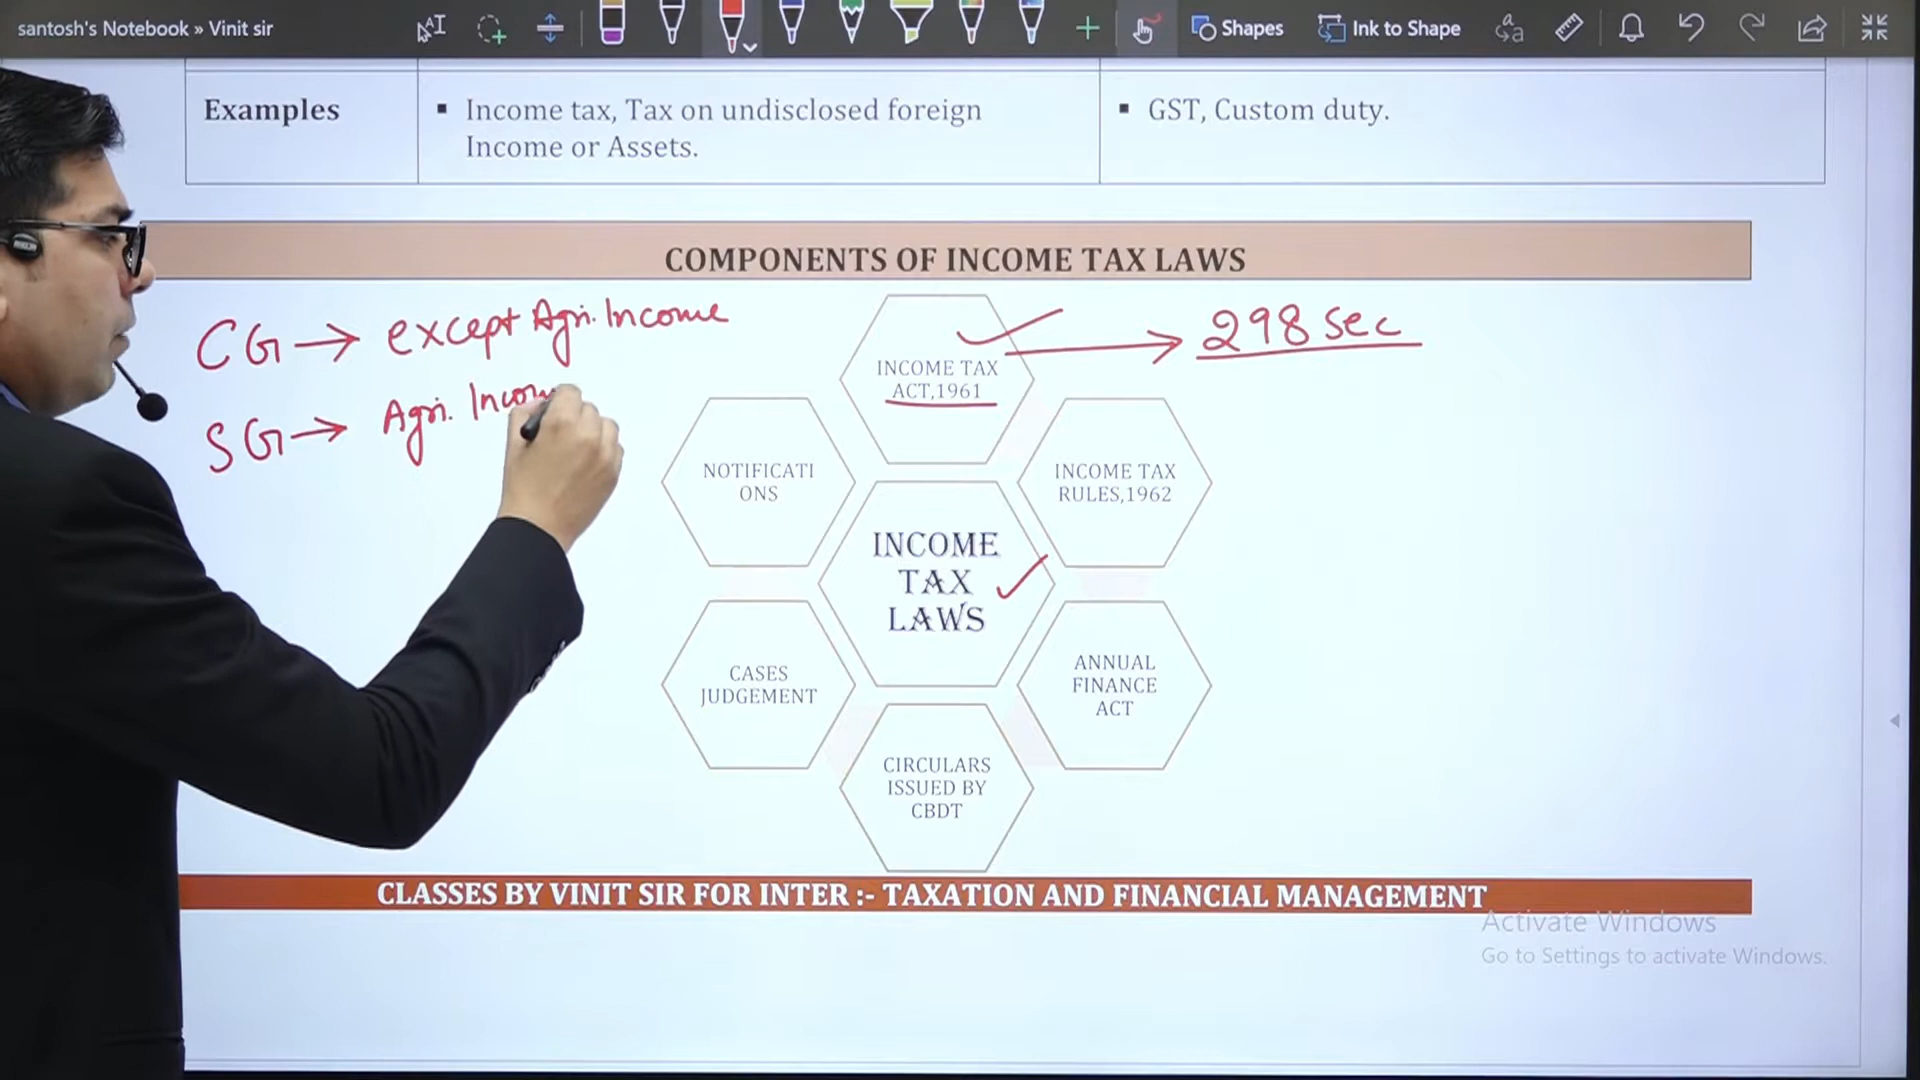 santosh's Notebook » Vinit sir
Shapes
Ink to Shape
Examples
▪ Income tax, Tax on undisclosed foreign
Income or Assets.
▪ GST, Custom duty.
COMPONENTS OF INCOME TAX LAWS
CG → except Agri. Income
SG → Agri. Incom
298 sec
INCOME TAX
ACT,1961
NOTIFICATI
ONS
INCOME TAX
RULES,1962
INCOME
TAX
LAWS
CASES
JUDGEMENT
ANNUAL
FINANCE
ACT
CIRCULARS
ISSUED BY
CBDT
CLASSES BY VINIT SIR FOR INTER :- TAXATION AND FINANCIAL MANAGEMENT
Activate Windows
Go to Settings to activate Windows.